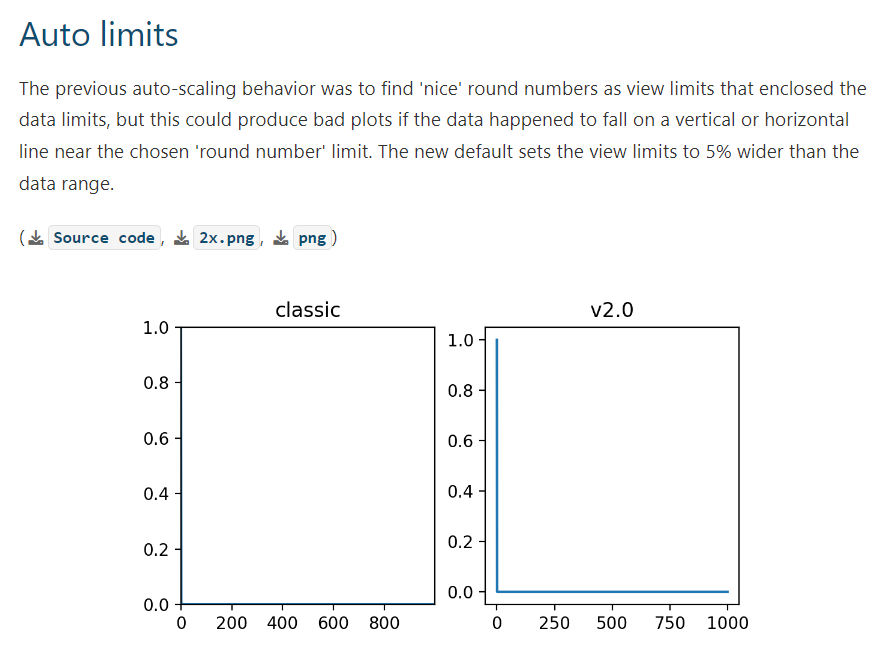 Auto limits
The previous auto-scaling behavior was to find 'nice' round numbers as view limits that enclosed the
data limits, but this could produce bad plots if the data happened to fall on a vertical or horizontal
line near the chosen 'round number' limit. The new default sets the view limits to 5% wider than the
data range.
(Source code, 2x.png, png)
classic
1.0
0.8
0.6
0.4
0.2
0.0
0 200 400 600 800
v2.0
1.0
0.8
0.6
0.4
0.2
0.0
0 250 500 750 1000